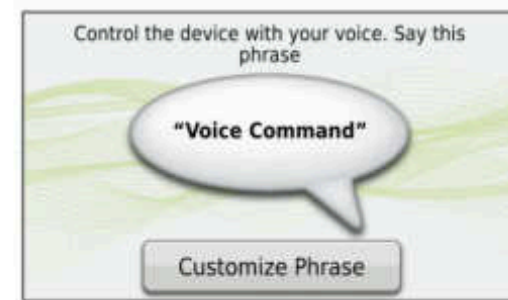 Control the device with your voice. Say this
phrase
“Voice Command”
Customize Phrase